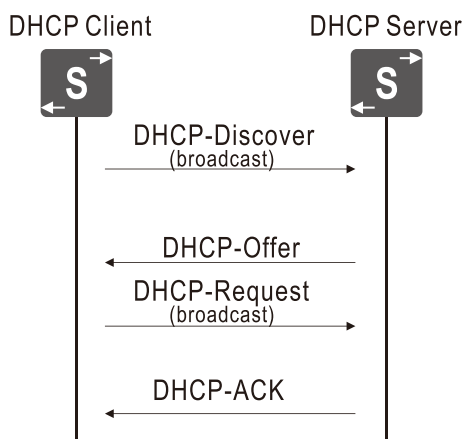 DHCP Client DHCP Server
S S
DHCP-Discover
(broadcast)
DHCP-Offer
DHCP-Request
(broadcast)
DHCP-ACK